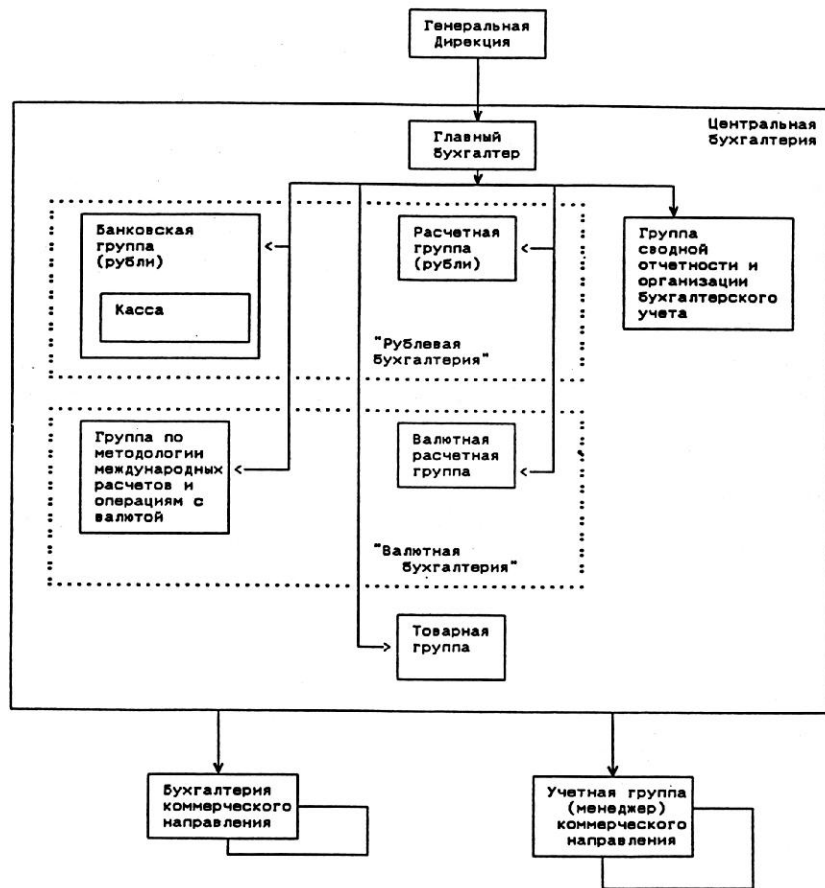 Генеральная
Дирекция
Центральная
бухгалтерия
Главный
бухгалтер
Банковская
группа
(рубли)
Касса
Расчетная
группа
(рубли)
Группа
сводной
отчетности и
организации
бухгалтерского
учета
"Рублевая
бухгалтерия"
Группа по
методологии
международных
расчетов и
операциям с
валютой
Валютная
расчетная
группа
"Валютная
бухгалтерия"
Товарная
группа
Бухгалтерия
коммерческого
направления
Учетная группа
(менеджер)
коммерческого
направления